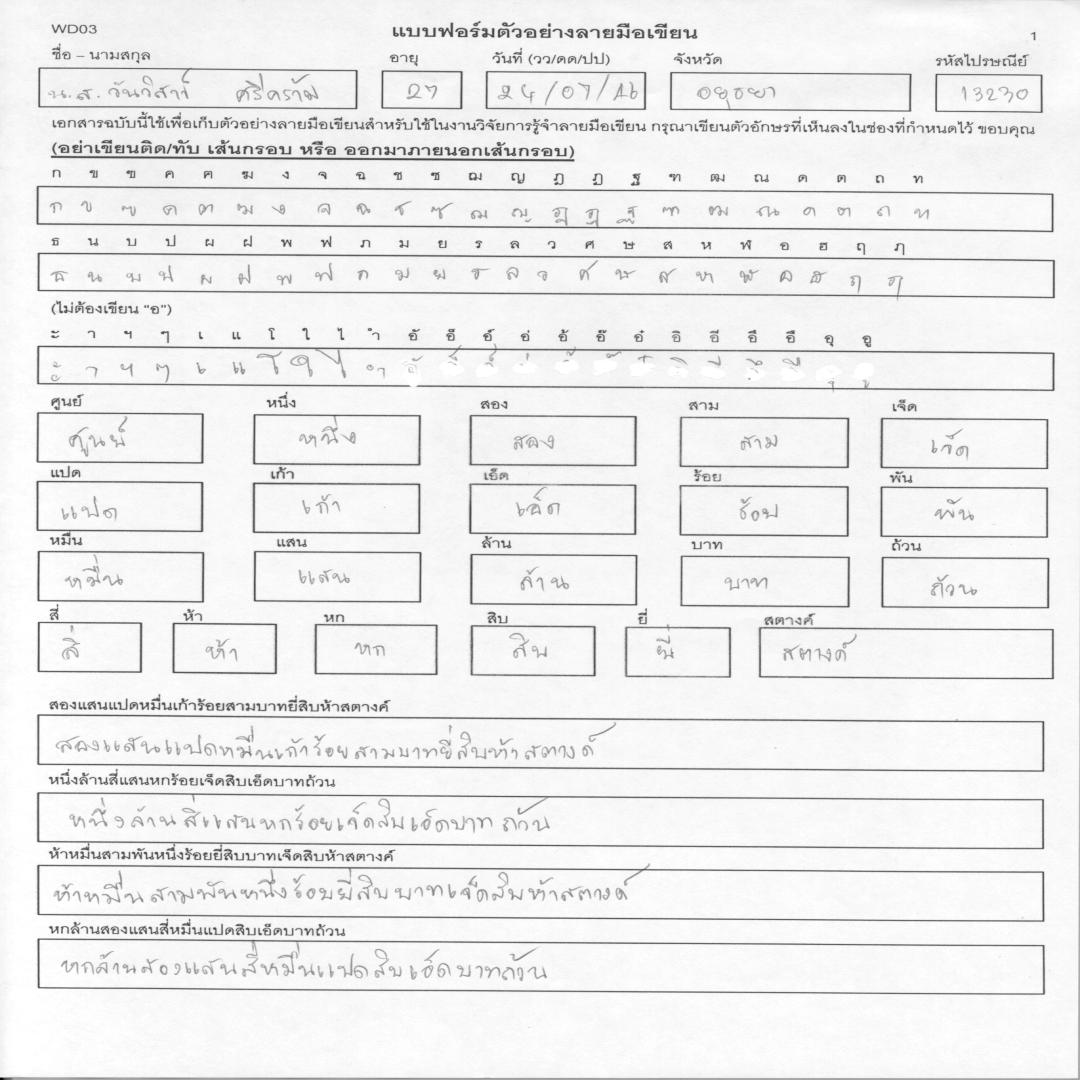 WD03 แบบฟอร์มตัวอย่างลายมือเขียน 1
ชื่อ – นามสกุล อายุ วันที่ (วว/ดด/ปป) จังหวัด รหัสไปรษณีย์
น.ส. วันวิสาร์ ศรีคราม 27 24/07/46 อยุธยา 13230
เอกสารฉบับนี้ใช้เพื่อเก็บตัวอย่างลายมือเขียนสำหรับใช้ในงานวิจัยการรู้จำลายมือเขียน กรุณาเขียนตัวอักษรที่เห็นลงในช่องที่กำหนดไว้ ขอบคุณ
(อย่าเขียนติด/ทับ เส้นกรอบ หรือ ออกมาภายนอกเส้นกรอบ)
ก ข ฃ ค ฅ ฆ ง จ ฉ ช ซ ฌ ญ ฎ ฏ ฐ ฑ ฒ ณ ด ต ถ ท
ก ข ฃ ค ฅ ฆ ง จ ฉ ช ซ ฌ ญ ฎ ฏ ฐ ฑ ฒ ณ ด ต ถ ท
ธ น บ ป ผ ฝ พ ฟ ภ ม ย ร ล ว ศ ษ ส ห ฬ อ ฮ ฤ ฦ
ธ น บ ป ผ ฝ พ ฟ ภ ม ย ร ล ว ศ ษ ส ห ฬ อ ฮ ฤ ฦ
(ไม่ต้องเขียน "อ")
ะ า ฯ ๆ เ แ โ ใ ไ ำ อั อ็ อ์ อ่ อ้ อ๊ อ๋ อิ อี อึ อื อุ อู
ะ า ฯ ๆ เ แ โ ใ ไ ำ ั ็ ์ ่ ้ ๊ ๋ ิ ี ึ ื ุ ู
ศูนย์ หนึ่ง สอง สาม เจ็ด
ศูนย์ หนึ่ง สอง สาม เจ็ด
แปด เก้า เอ็ด ร้อย พัน
แปด เก้า เอ็ด ร้อย พัน
หมื่น แสน ล้าน บาท ถ้วน
หมื่น แสน ล้าน บาท ถ้วน
สี่ ห้า หก สิบ ยี่ สตางค์
สี่ ห้า หก สิบ ยี่ สตางค์
สองแสนแปดหมื่นเก้าร้อยสามบาทยี่สิบห้าสตางค์
สองแสนแปดหมื่นเก้าร้อยสามบาทยี่สิบห้าสตางค์
หนึ่งล้านสี่แสนหกร้อยเจ็ดสิบเอ็ดบาทถ้วน
หนึ่งล้านสี่แสนหกร้อยเจ็ดสิบเอ็ดบาทถ้วน
ห้าหมื่นสามพันหนึ่งร้อยยี่สิบบาทเจ็ดสิบห้าสตางค์
ห้าหมื่นสามพันหนึ่งร้อยยี่สิบบาทเจ็ดสิบห้าสตางค์
หกล้านสองแสนสี่หมื่นแปดสิบเอ็ดบาทถ้วน
หกล้านสองแสนสี่หมื่นแปดสิบเอ็ดบาทถ้วน